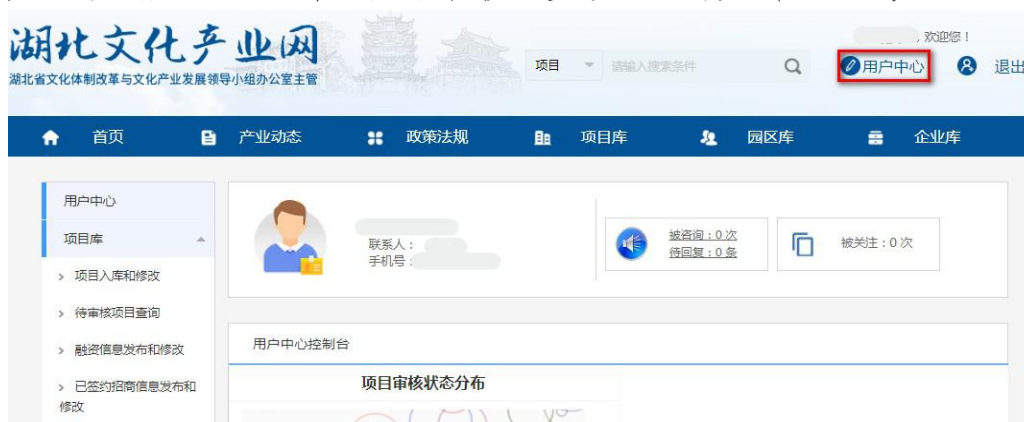 湖北文化产业网
湖北省文化体制改革与文化产业发展领导小组办公室主管
项目 请输入搜索条件
，欢迎您！
用户中心 退出
首页 产业动态 政策法规 项目库 园区库 企业库
用户中心
项目库
> 项目入库和修改
> 待审核项目查询
> 融资信息发布和修改
> 已签约招商信息发布和
修改
联系人：
手机号：
被咨询：0 次
待回复：0 条
被关注：0 次
用户中心控制台
项目审核状态分布